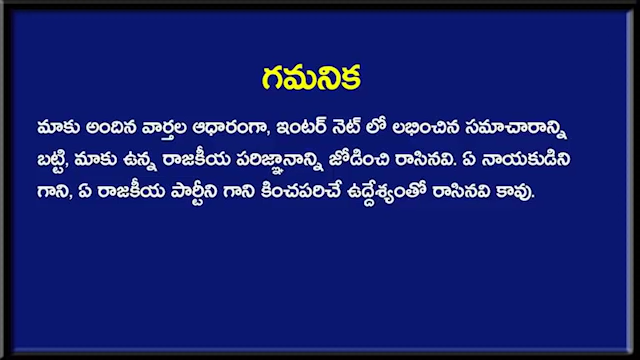 గమనిక
మాకు అందిన వార్తల ఆధారంగా, ఇంటర్ నెట్ లో లభించిన సమాచారాన్ని
బట్టి, మాకు ఉన్న రాజకీయ పరిజ్ఞానాన్ని జోడించి రాసినవి. ఏ నాయకుడిని
గాని, ఏ రాజకీయ పార్టీని గాని కించపరిచే ఉద్దేశ్యంతో రాసినవి కావు.